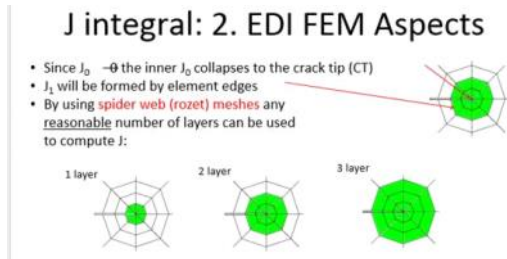 J integral: 2. EDI FEM Aspects
• Since J₀ →0 the inner J₀ collapses to the crack tip (CT)
• J₁ will be formed by element edges
• By using spider web (rozet) meshes any
reasonable number of layers can be used
to compute J:
1 layer
2 layer
3 layer